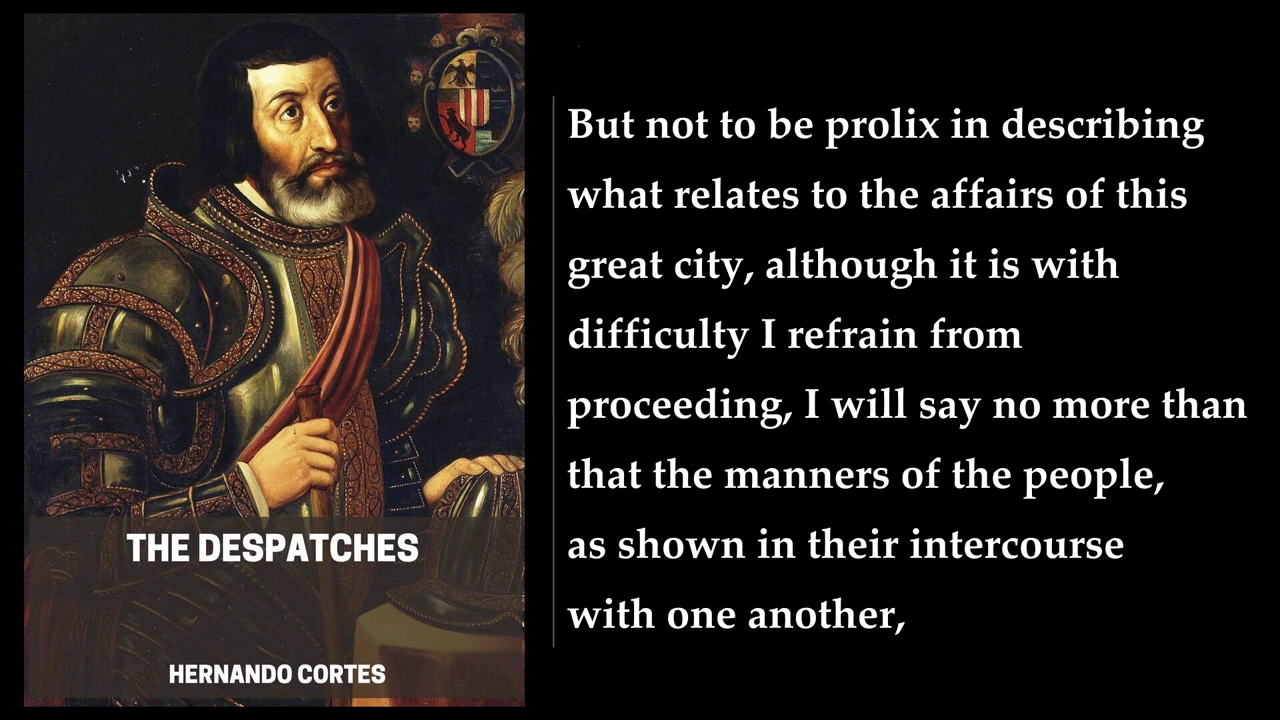 THE DESPATCHES
HERNANDO CORTES
But not to be prolix in describing
what relates to the affairs of this
great city, although it is with
difficulty I refrain from
proceeding, I will say no more than
that the manners of the people,
as shown in their intercourse
with one another,